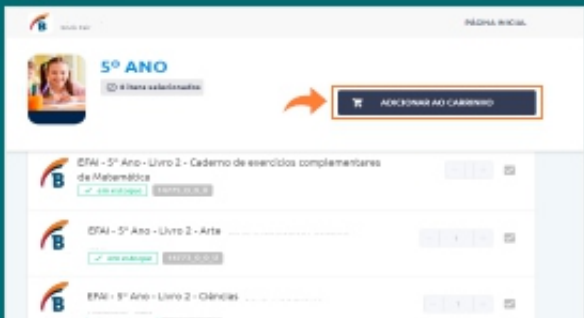 B
PÁGINA INICIAL
5º ANO
itens selecionados
ADICIONAR AO CARRINHO
EFAI - 5º Ano - Livro 2 - Caderno de exercícios complementares
de Matemática
em estoque
B
EFAI - 5º Ano - Livro 2 - Arte
em estoque
1
B
EFAI - 5º Ano - Livro 2 - Ciências
1
B